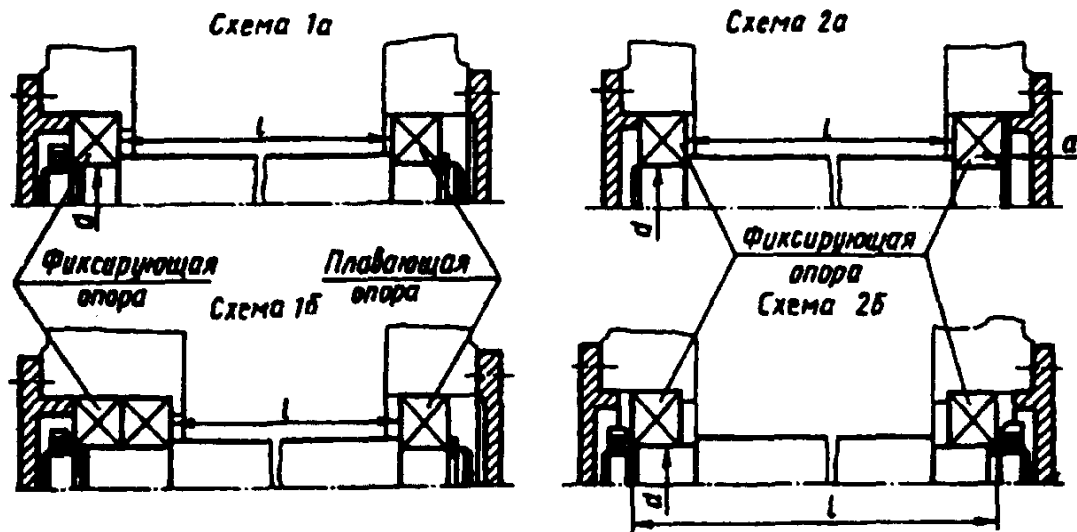 Схема 1а
Схема 2а
l
l
а
d
d
Фиксирующая
опора
Плавающая
опора
Фиксирующая
опора
Схема 1б
Схема 2б
l
d
l